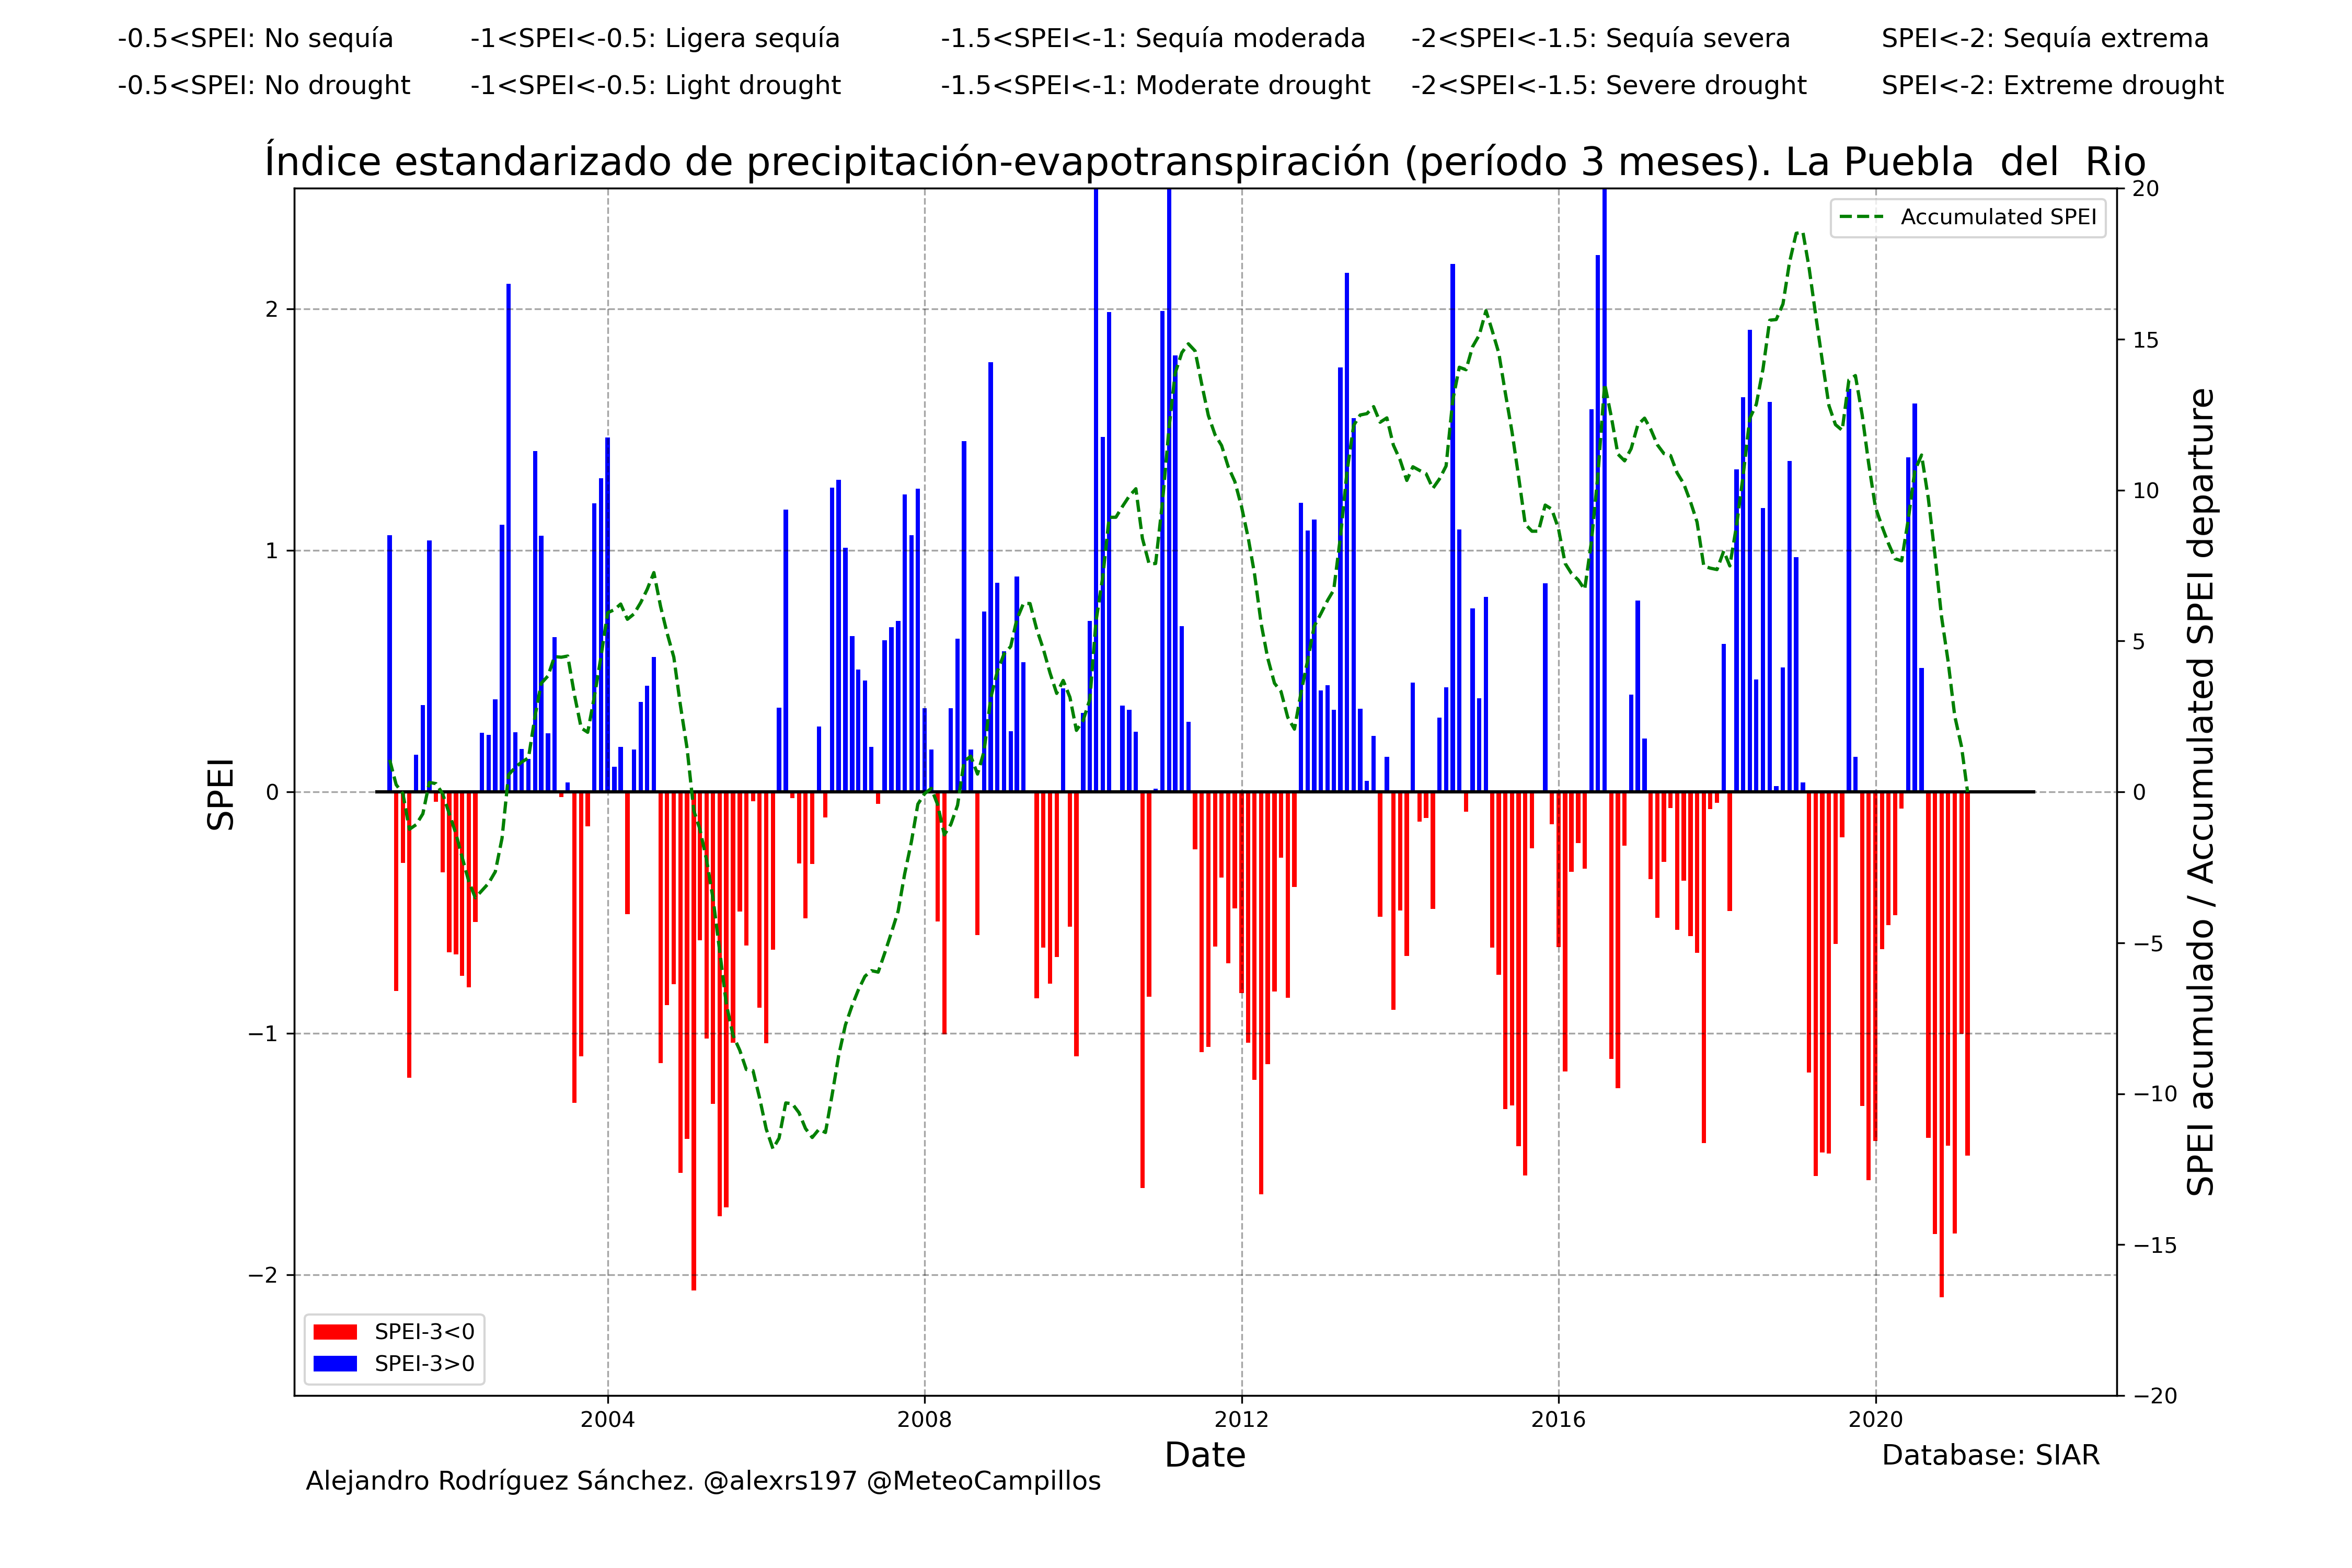 -0.5<SPEI: No sequía -1<SPEI<-0.5: Ligera sequía -1.5<SPEI<-1: Sequía moderada -2<SPEI<-1.5: Sequía severa SPEI<-2: Sequía extrema
-0.5<SPEI: No drought -1<SPEI<-0.5: Light drought -1.5<SPEI<-1: Moderate drought -2<SPEI<-1.5: Severe drought SPEI<-2: Extreme drought
Índice estandarizado de precipitación-evapotranspiración (período 3 meses). La Puebla  del  Rio
Accumulated SPEI
SPEI
2
1
0
−1
−2
20
15
10
5
0
−5
−10
−15
−20
SPEI acumulado / Accumulated SPEI departure
SPEI-3<0
SPEI-3>0
2004 2008 2012 2016 2020
Date
Database: SIAR
Alejandro Rodríguez Sánchez. @alexrs197 @MeteoCampillos